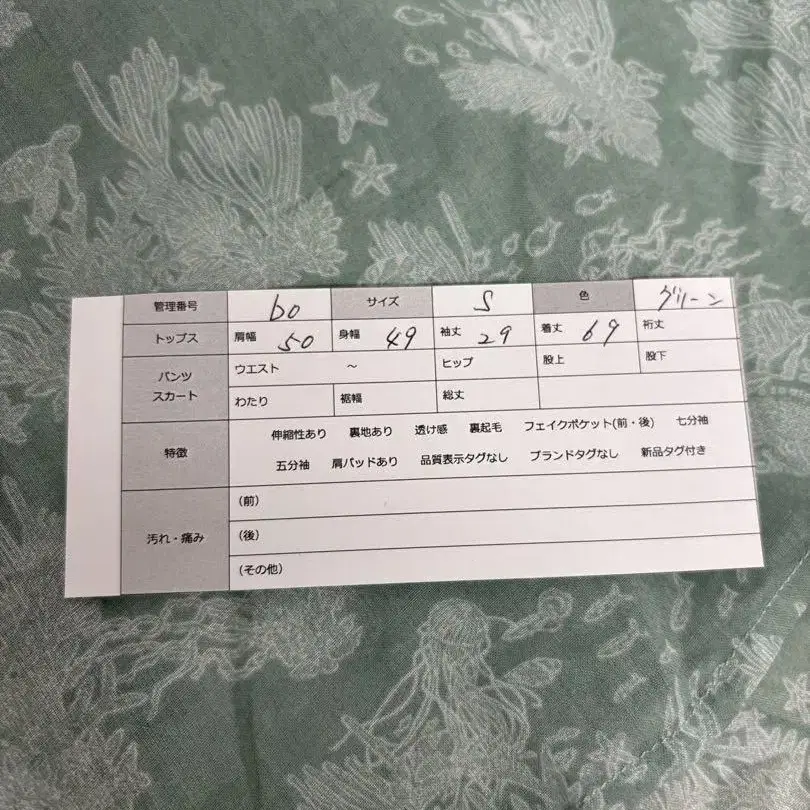 管理番号 60 サイズ S 色 グリーン
トップス 肩幅 50 身幅 49 袖丈 29 着丈 69 裄丈
パンツ スカート ウエスト ～ ヒップ 股上 股下
わたり 裾幅 総丈
特徴 伸縮性あり 裏地あり 透け感 裏起毛 フェイクポケット(前・後) 七分袖
五分袖 肩パッドあり 品質表示タグなし ブランドタグなし 新品タグ付き
汚れ・痛み (前)
(後)
(その他)